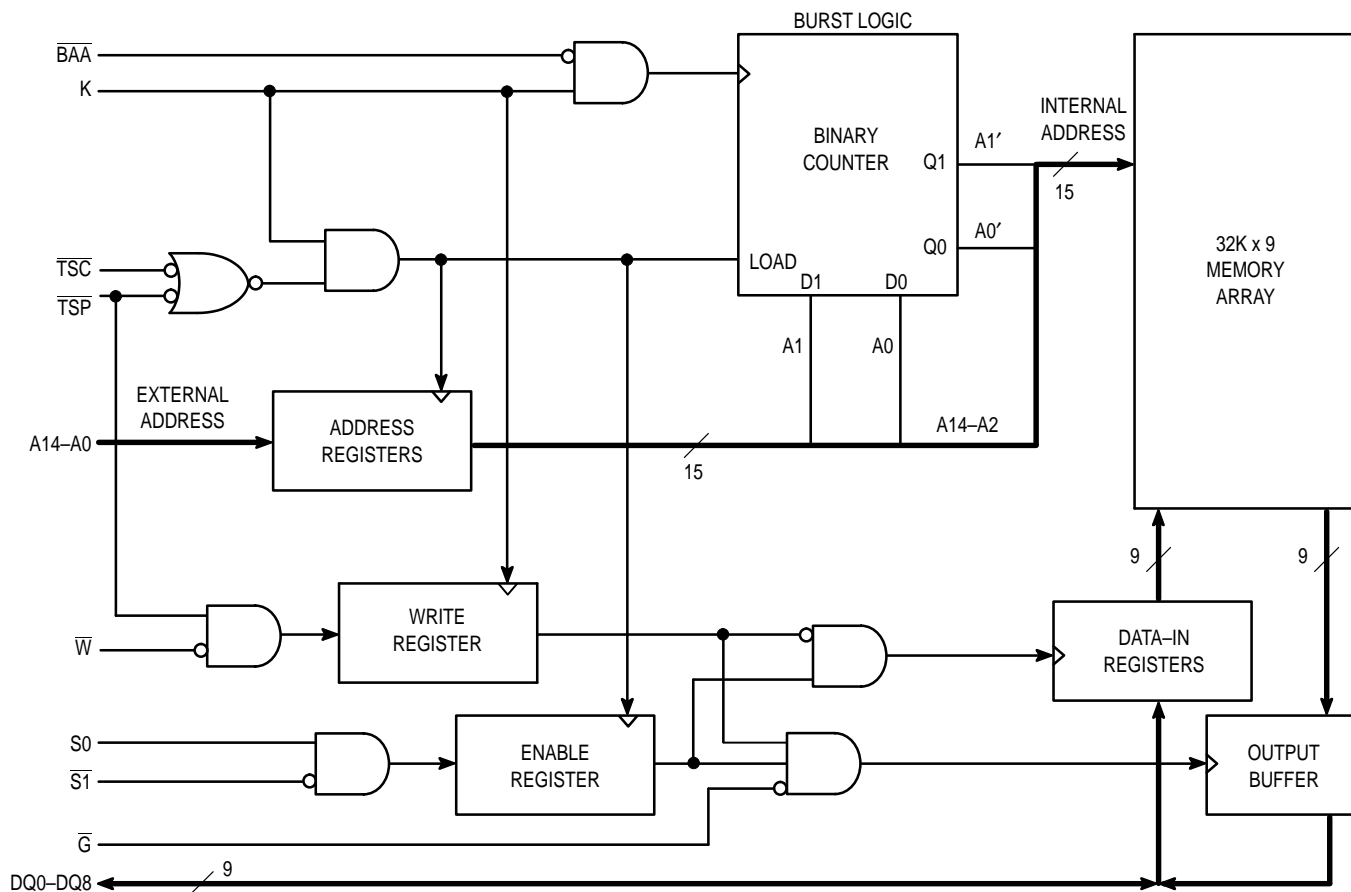 BURST LOGIC
BAA
K
BINARY
COUNTER
INTERNAL
ADDRESS
A1′
Q1
15
A0′
Q0
LOAD
D1 D0
32K x 9
MEMORY
ARRAY
TSC
TSP
A1 A0
EXTERNAL
ADDRESS
A14–A0
ADDRESS
REGISTERS
A14–A2
15
9 9
WRITE
REGISTER
W
DATA–IN
REGISTERS
S0
S1
ENABLE
REGISTER
OUTPUT
BUFFER
G
DQ0–DQ8
9